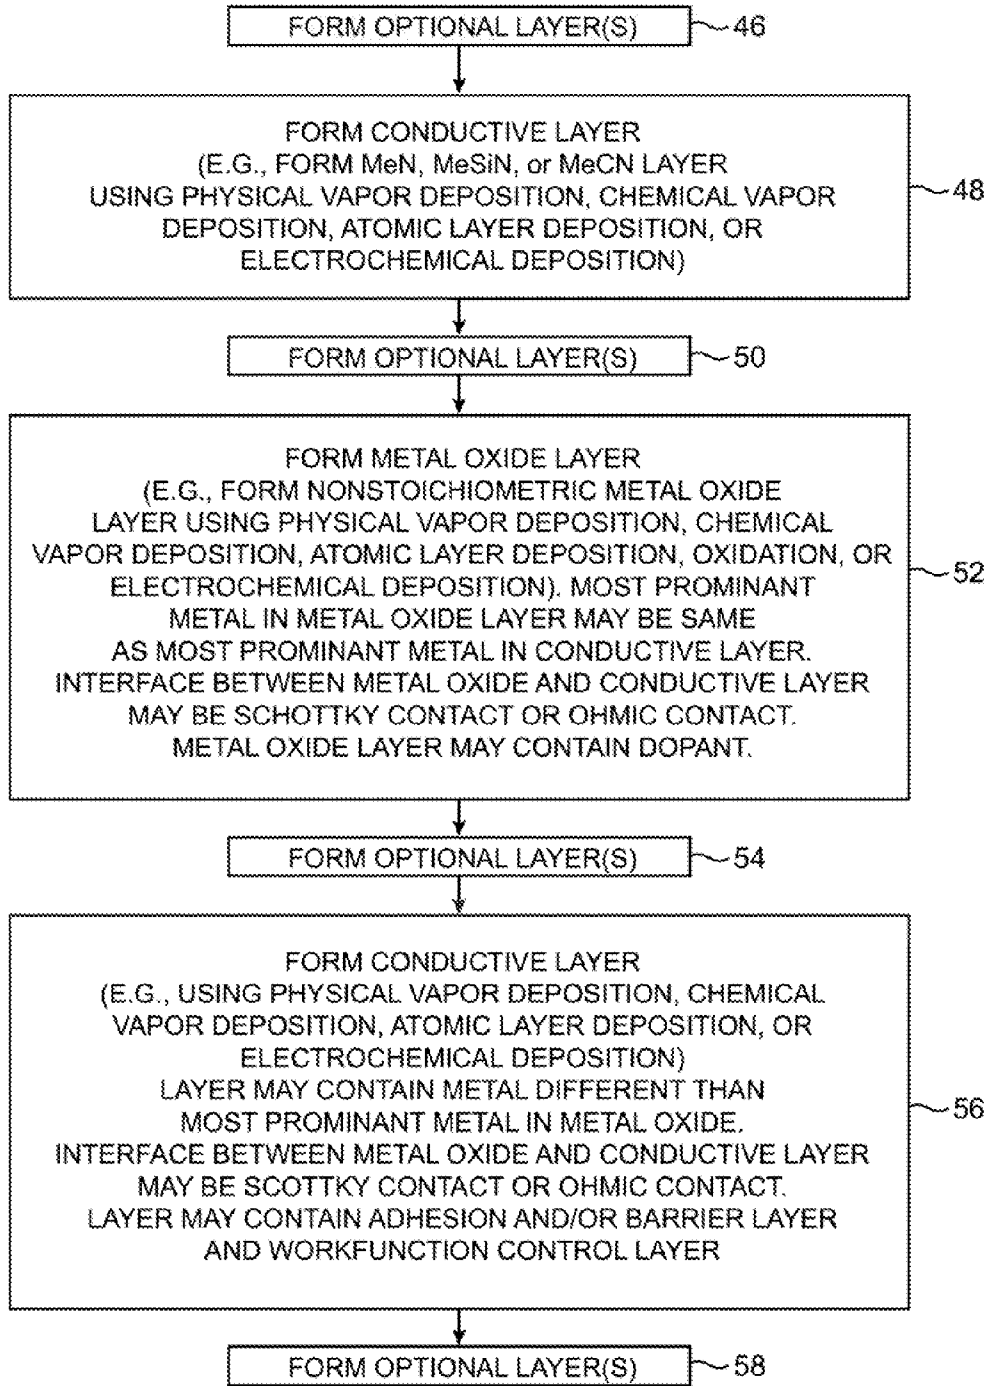 FORM OPTIONAL LAYER(S)
46
FORM CONDUCTIVE LAYER
(E.G., FORM MeN, MeSiN, or MeCN LAYER
USING PHYSICAL VAPOR DEPOSITION, CHEMICAL VAPOR
DEPOSITION, ATOMIC LAYER DEPOSITION, OR
ELECTROCHEMICAL DEPOSITION)
48
FORM OPTIONAL LAYER(S)
50
FORM METAL OXIDE LAYER
(E.G., FORM NONSTOICHIOMETRIC METAL OXIDE
LAYER USING PHYSICAL VAPOR DEPOSITION, CHEMICAL
VAPOR DEPOSITION, ATOMIC LAYER DEPOSITION, OXIDATION, OR
ELECTROCHEMICAL DEPOSITION). MOST PROMINANT
METAL IN METAL OXIDE LAYER MAY BE SAME
AS MOST PROMINANT METAL IN CONDUCTIVE LAYER.
INTERFACE BETWEEN METAL OXIDE AND CONDUCTIVE LAYER
MAY BE SCHOTTKY CONTACT OR OHMIC CONTACT.
METAL OXIDE LAYER MAY CONTAIN DOPANT.
52
FORM OPTIONAL LAYER(S)
54
FORM CONDUCTIVE LAYER
(E.G., USING PHYSICAL VAPOR DEPOSITION, CHEMICAL
VAPOR DEPOSITION, ATOMIC LAYER DEPOSITION, OR
ELECTROCHEMICAL DEPOSITION)
LAYER MAY CONTAIN METAL DIFFERENT THAN
MOST PROMINANT METAL IN METAL OXIDE.
INTERFACE BETWEEN METAL OXIDE AND CONDUCTIVE LAYER
MAY BE SCOTTKY CONTACT OR OHMIC CONTACT.
LAYER MAY CONTAIN ADHESION AND/OR BARRIER LAYER
AND WORKFUNCTION CONTROL LAYER
56
FORM OPTIONAL LAYER(S)
58